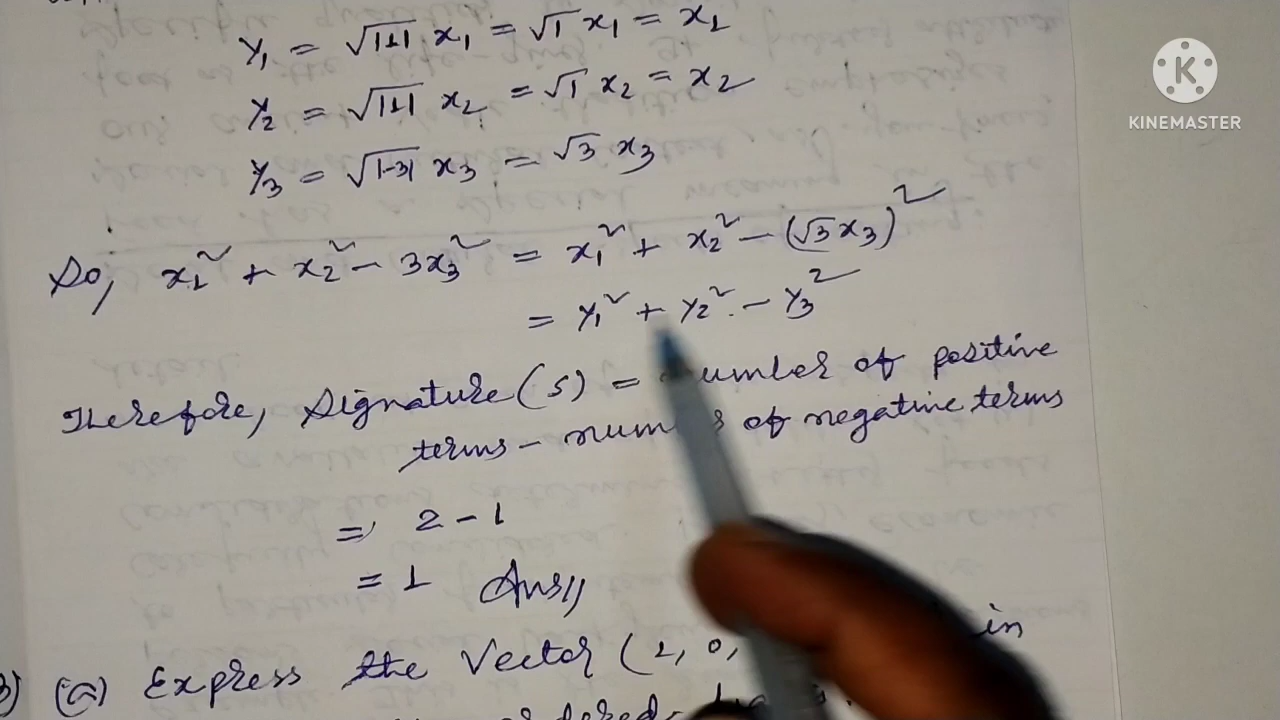 y₁ = √|1| x₁ = √1 x₁ = x₁
y₂ = √|1| x₂ = √1 x₂ = x₂
y₃ = √|-3| x₃ = √3 x₃
KINEMASTER
So, x₁² + x₂² - 3x₃² = x₁² + x₂² - (√3 x₃)²
= y₁² + y₂² - y₃²
Therefore, Signature (s) = number of positive
terms - number of negative terms
= 2 - 1
= 1 Ans
(a) Express the Vector (1, 0, in